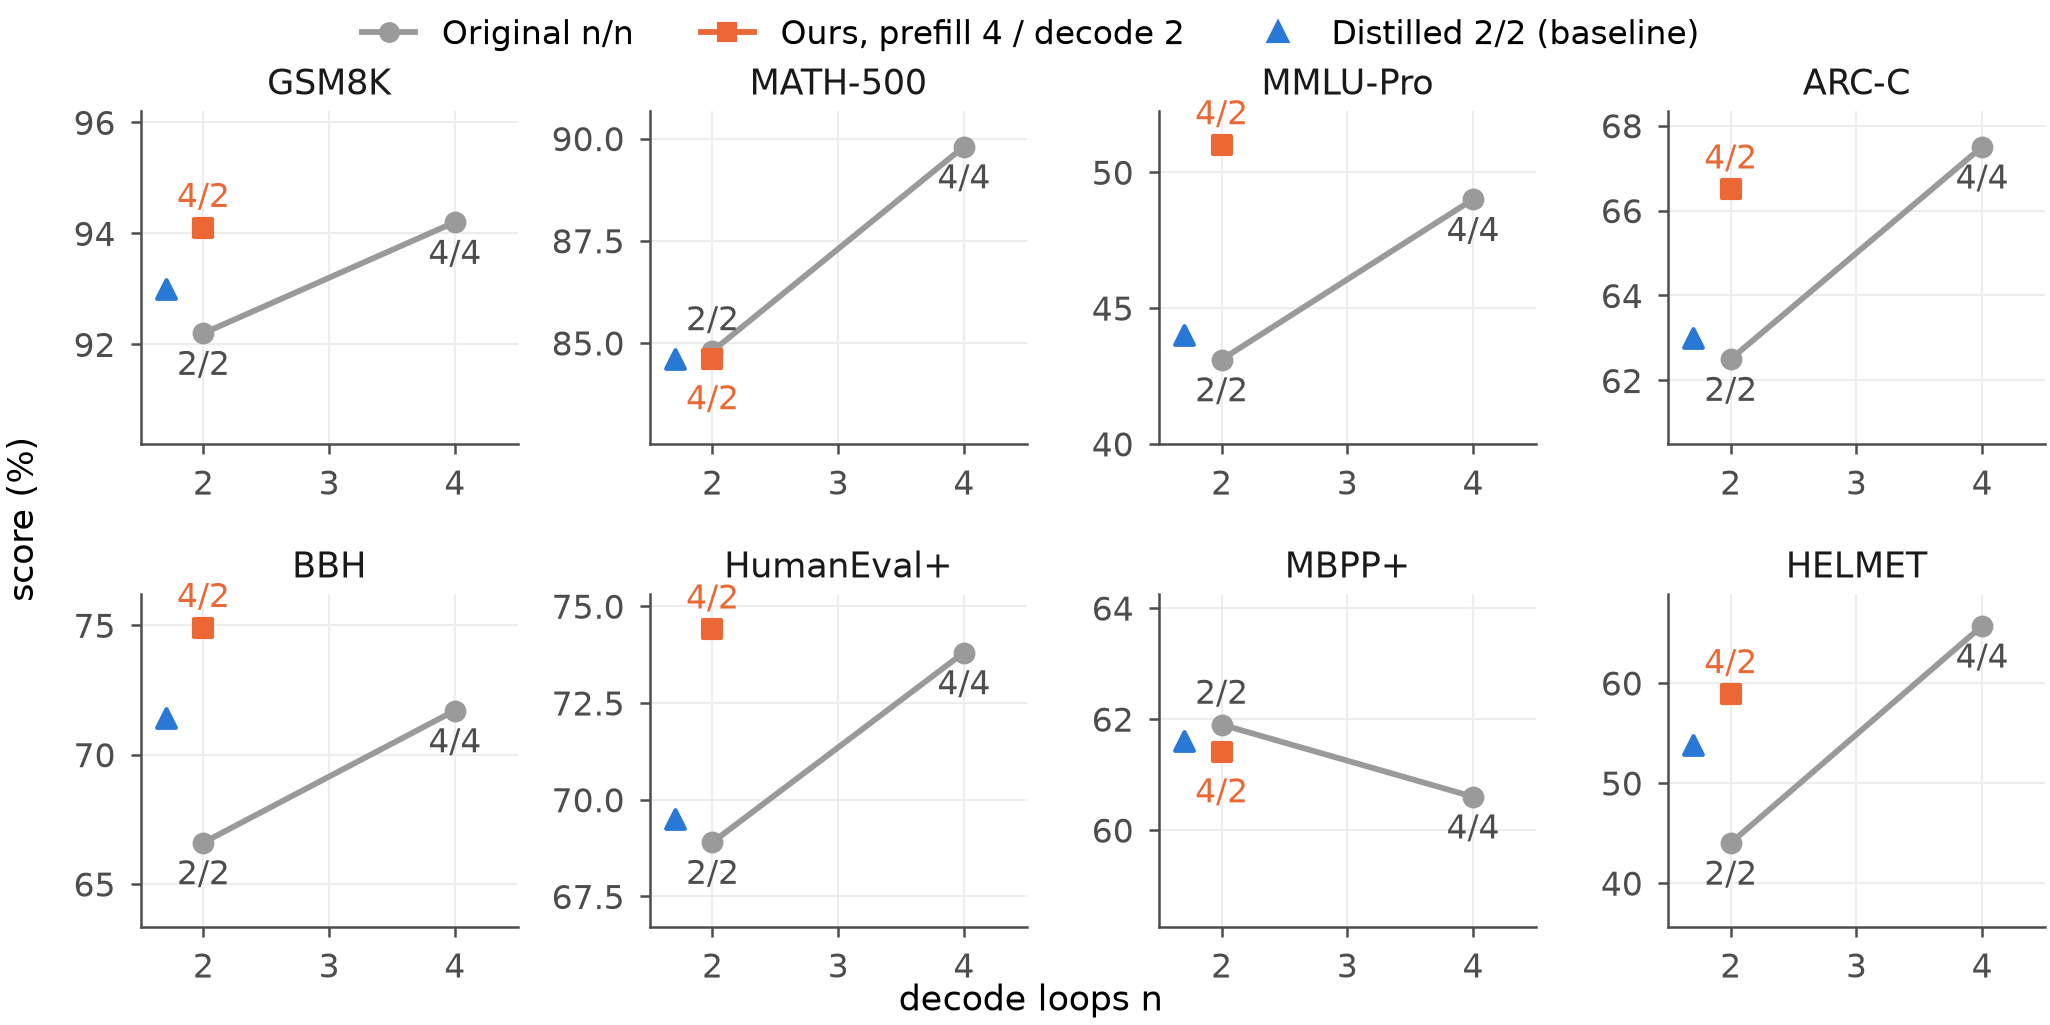 Original n/n  Ours, prefill 4 / decode 2  Distilled 2/2 (baseline)
GSM8K
96
94
92
4/2
4/4
2/2
2 3 4
MATH-500
90.0
87.5
85.0
4/4
2/2
4/2
2 3 4
MMLU-Pro
50
45
40
4/2
4/4
2/2
2 3 4
ARC-C
68
66
64
62
4/2
4/4
2/2
2 3 4
score (%)
BBH
75
70
65
4/2
4/4
2/2
2 3 4
HumanEval+
75.0
72.5
70.0
67.5
4/2
4/4
2/2
2 3 4
MBPP+
64
62
60
2/2
4/2
4/4
2 3 4
HELMET
60
50
40
4/2
4/4
2/2
2 3 4
decode loops n